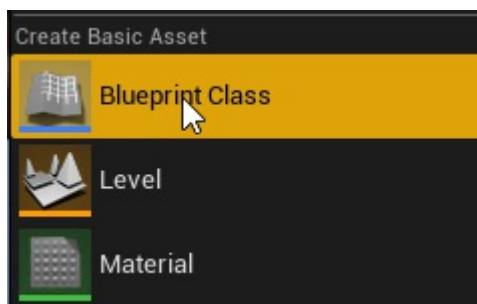 Create Basic Asset
Blueprint Class
Level
Material